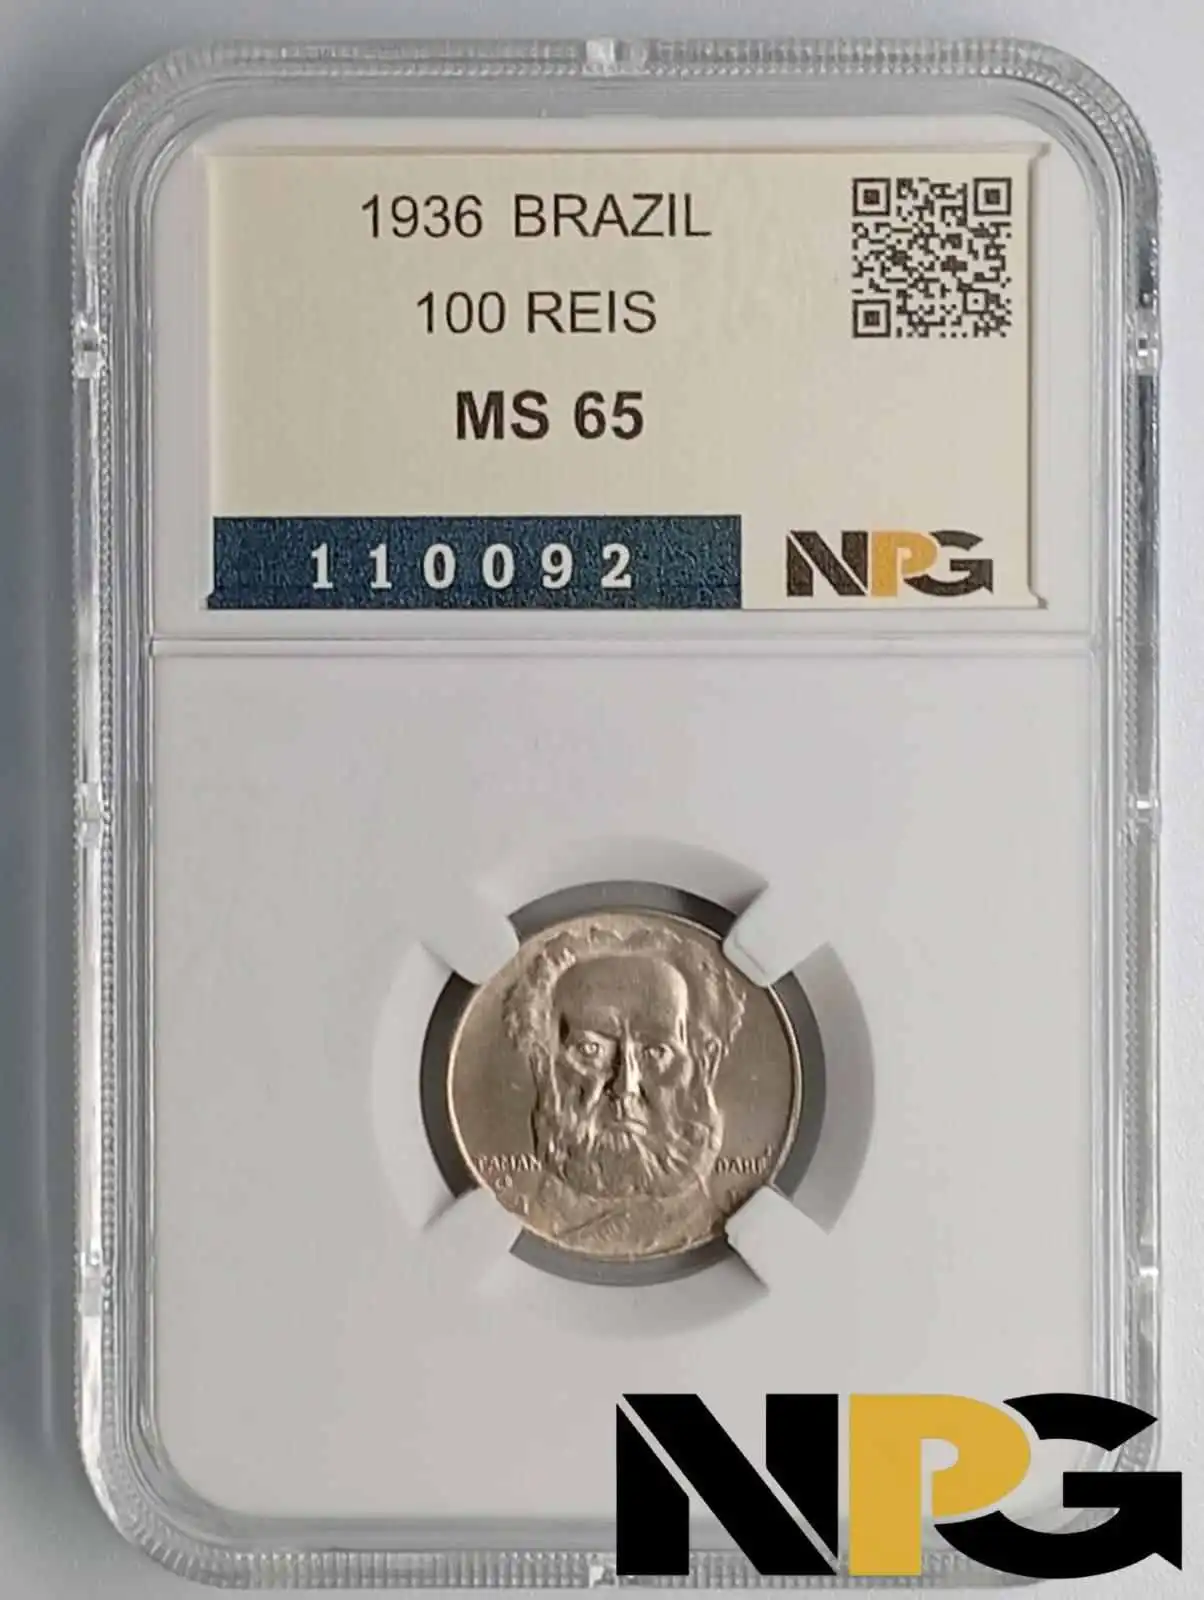 1936 BRAZIL
100 REIS
MS 65
110092
NPG
NPG